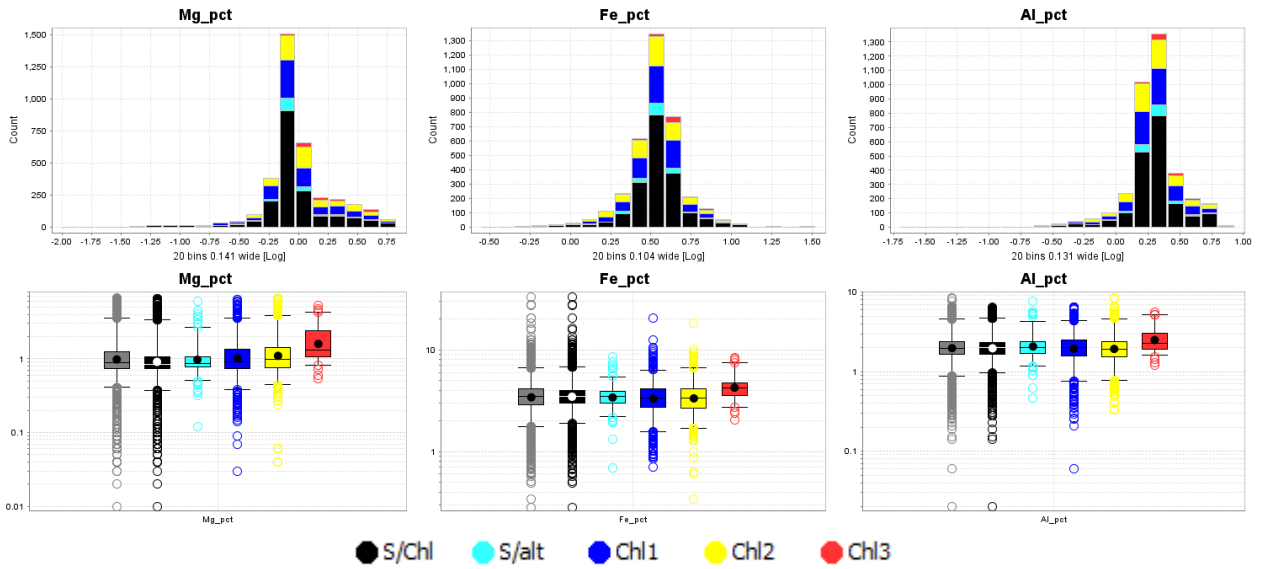 Mg_pct
Fe_pct
Al_pct
1,500
1,250
1,000
750
500
250
0
Count
-2.00 -1.75 -1.50 -1.25 -1.00 -0.75 -0.50 -0.25 -0.00 0.25 0.50 0.75
20 bins 0.141 wide [Log]
1,300
1,200
1,100
1,000
900
800
700
600
500
400
300
200
100
0
Count
-0.50 -0.25 0.00 0.25 0.50 0.75 1.00 1.25 1.50
20 bins 0.104 wide [Log]
1,300
1,200
1,100
1,000
900
800
700
600
500
400
300
200
100
0
Count
-1.75 -1.50 -1.25 -1.00 -0.75 -0.50 -0.25 0.00 0.25 0.50 0.75 1.00
20 bins 0.131 wide [Log]
Mg_pct
Fe_pct
Al_pct
1
0.1
0.01
Mg_pct
10
1
Fe_pct
10
1
0.1
Al_pct
S/Chl
S/alt
Chl1
Chl2
Chl3